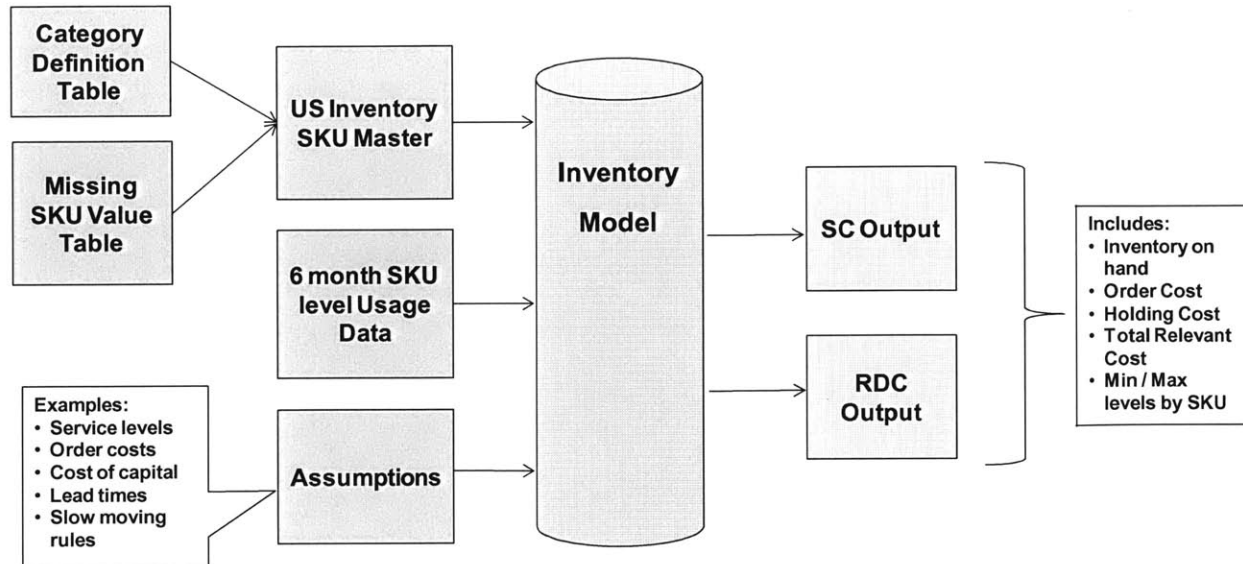 Category
Definition
Table
Missing
SKU Value
Table
US Inventory
SKU Master
6 month SKU
level Usage
Data
Examples:
• Service levels
• Order costs
• Cost of capital
• Lead times
• Slow moving
rules
Assumptions
Inventory
Model
SC Output
RDC
Output
Includes:
• Inventory on
hand
• Order Cost
• Holding Cost
• Total Relevant
Cost
• Min / Max
levels by SKU